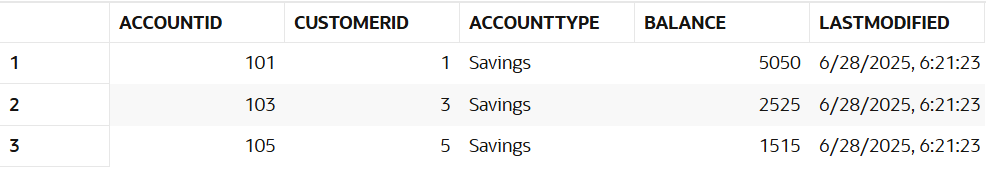 ACCOUNTID CUSTOMERID ACCOUNTTYPE BALANCE LASTMODIFIED
1 101 1 Savings 5050 6/28/2025, 6:21:23
2 103 3 Savings 2525 6/28/2025, 6:21:23
3 105 5 Savings 1515 6/28/2025, 6:21:23